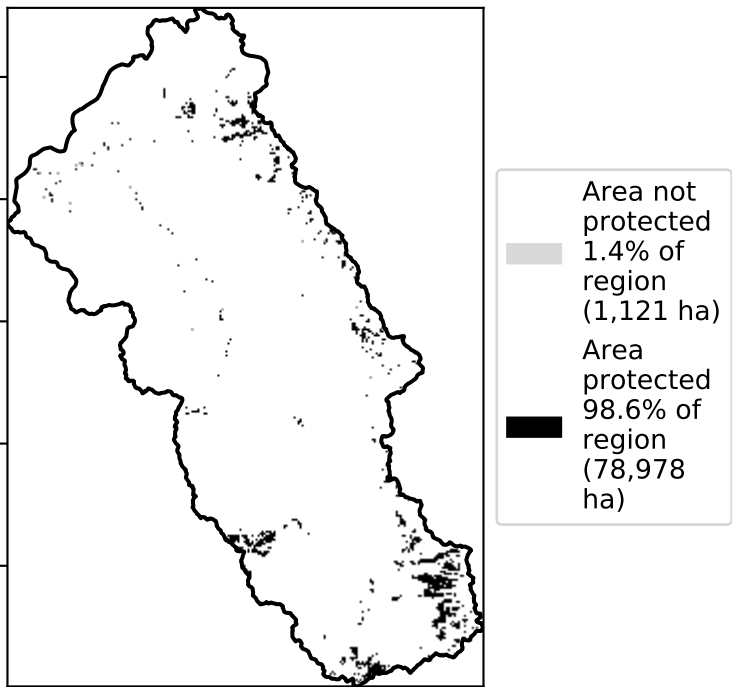 Area not
protected
1.4% of
region
(1,121 ha)
Area
protected
98.6% of
region
(78,978
ha)